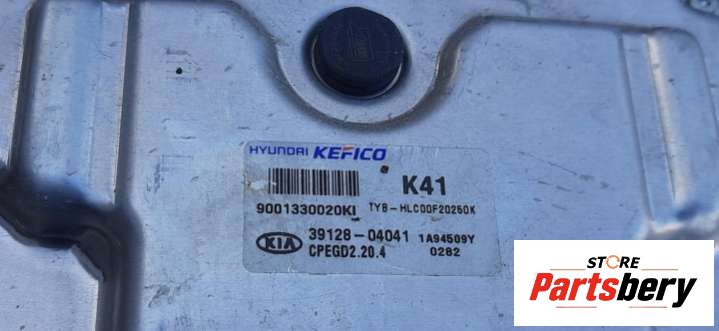 HYUNDAI KEFICO
K41
9001330020KI TYB-HLC00F20250K
39128-04041 1A94509Y
KIA CPEGD2.20.4 0282
STORE
Partsbery